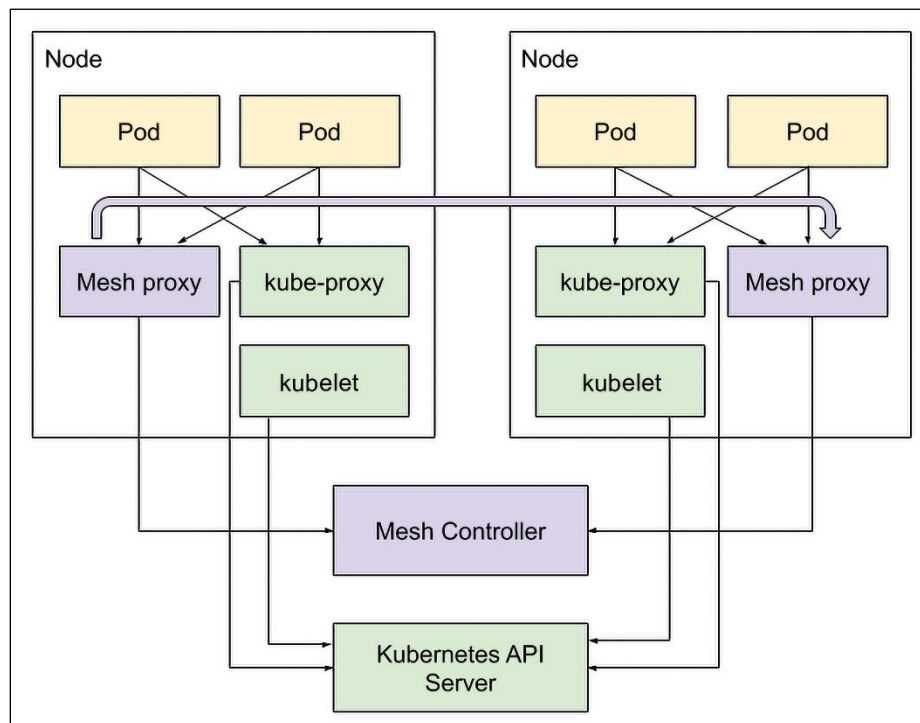 Node
Node
Pod
Pod
Pod
Pod
Mesh proxy
kube-proxy
kube-proxy
Mesh proxy
kubelet
kubelet
Mesh Controller
Kubernetes API
Server